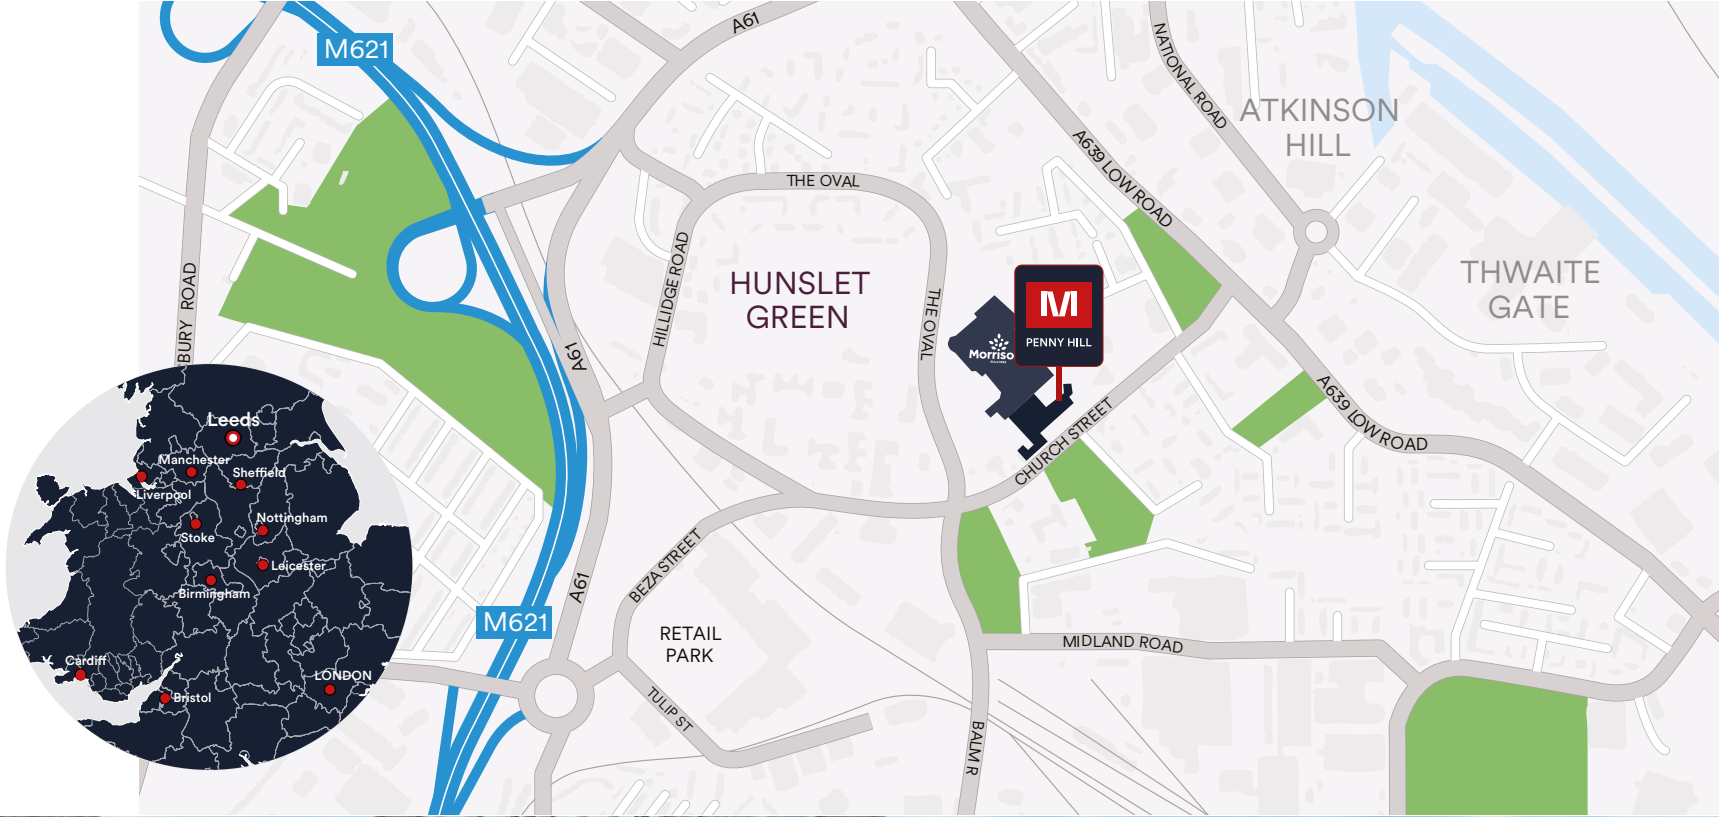 A61
M621
NATIONAL ROAD
ATKINSON
HILL
A639 LOW ROAD
THE OVAL
HILLIDGE ROAD
HUNSLET
GREEN
THE OVAL
THWAITE
GATE
M
PENNY HILL
Morriso
BURY ROAD
A61
A639 LOW ROAD
CHURCH STREET
Leeds
Manchester
Sheffield
Liverpool
Nottingham
Stoke
Leicester
Birmingham
Cardiff
LONDON
Bristol
BEZA STREET
A61
M621
RETAIL
PARK
MIDLAND ROAD
TULIP ST
BALM R